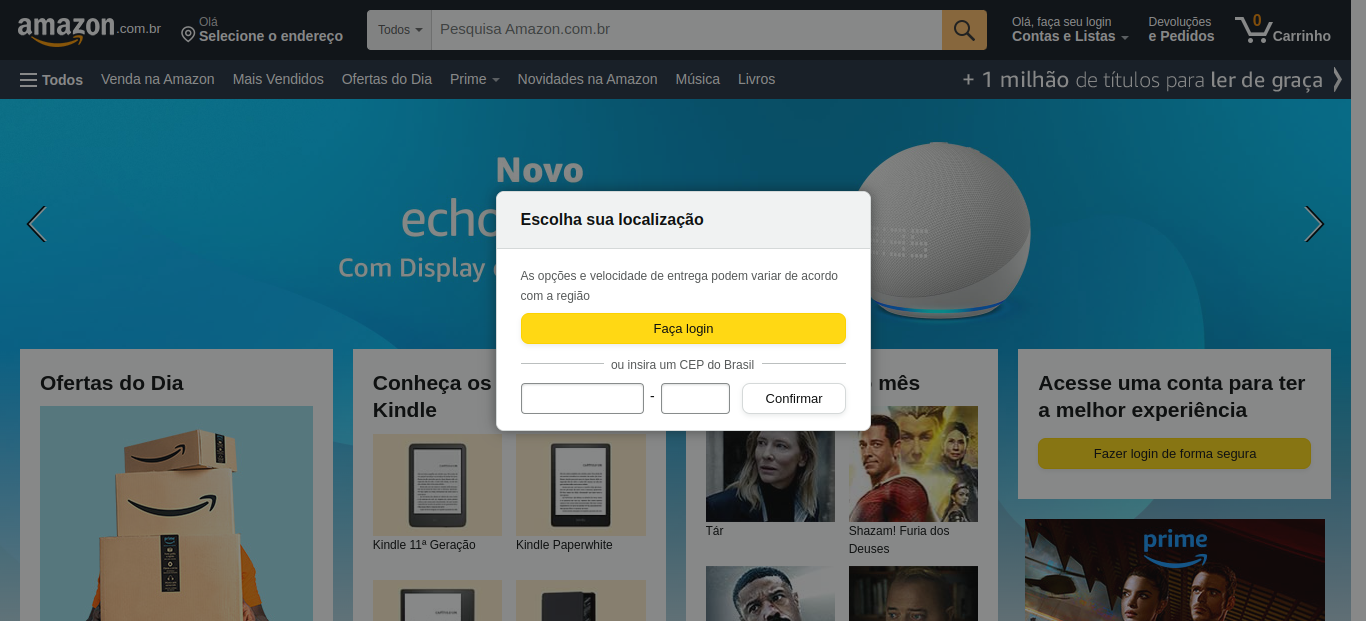 amazon.com.br
Olá
Selecione o endereço
Todos
Pesquisa Amazon.com.br
Olá, faça seu login
Contas e Listas
Devoluções
e Pedidos
0
Carrinho
Todos
Venda na Amazon
Mais Vendidos
Ofertas do Dia
Prime
Novidades na Amazon
Música
Livros
+ 1 milhão de títulos para ler de graça
Novo
echo
Com Display
Escolha sua localização
As opções e velocidade de entrega podem variar de acordo
com a região
Faça login
ou insira um CEP do Brasil
-
Confirmar
Ofertas do Dia
Conheça os
Kindle
Kindle 11ª Geração
Kindle Paperwhite
mês
Tár
Shazam! Furia dos
Deuses
Acesse uma conta para ter
a melhor experiência
Fazer login de forma segura
prime